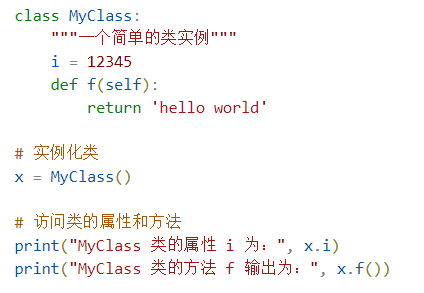 class MyClass:
    """一个简单的类实例"""
    i = 12345
    def f(self):
        return 'hello world'

# 实例化类
x = MyClass()

# 访问类的属性和方法
print("MyClass 类的属性 i 为：", x.i)
print("MyClass 类的方法 f 输出为：", x.f())